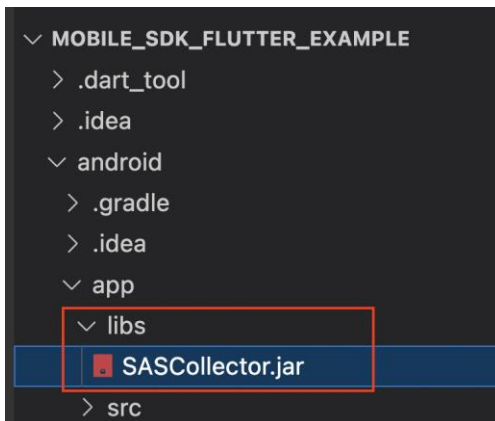 MOBILE_SDK_FLUTTER_EXAMPLE
.dart_tool
.idea
android
.gradle
.idea
app
libs
SASCollector.jar
src